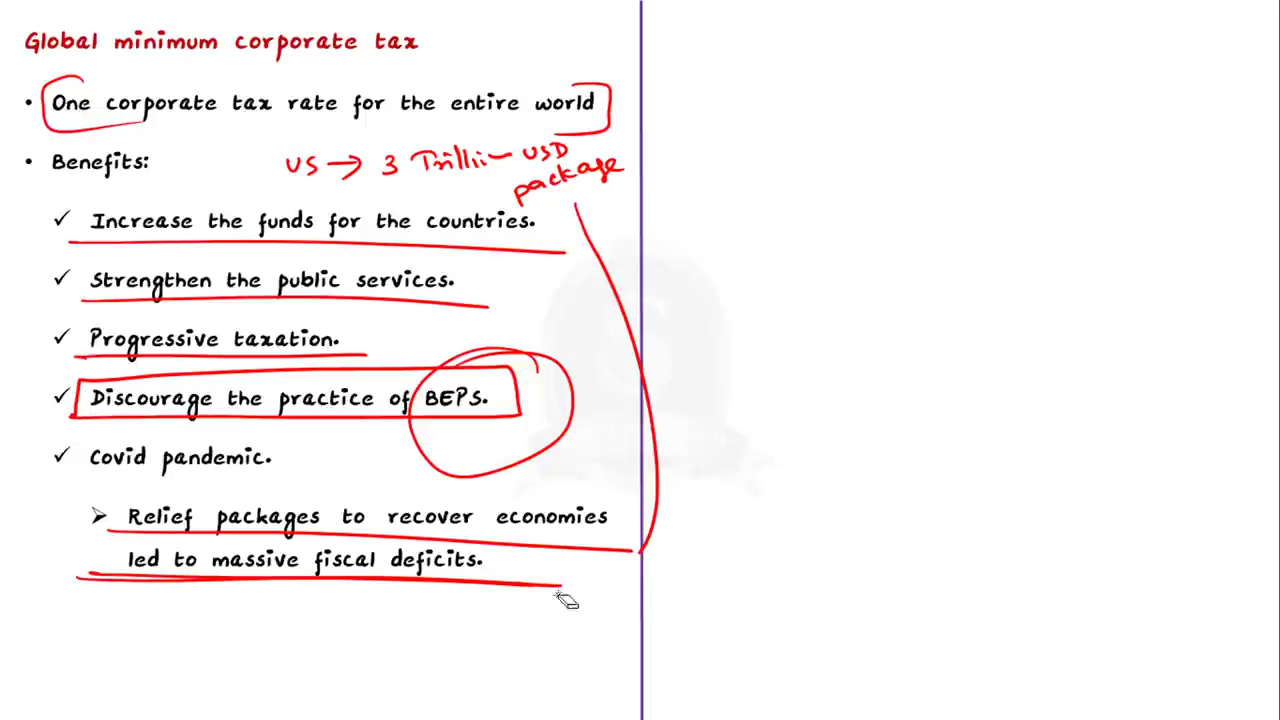 Global minimum corporate tax
• One corporate tax rate for the entire world
• Benefits:
US → 3 Trillion USD
package
✓ Increase the funds for the countries.
✓ Strengthen the public services.
✓ Progressive taxation.
✓ Discourage the practice of BEPS.
✓ Covid pandemic.
➢ Relief packages to recover economies
led to massive fiscal deficits.